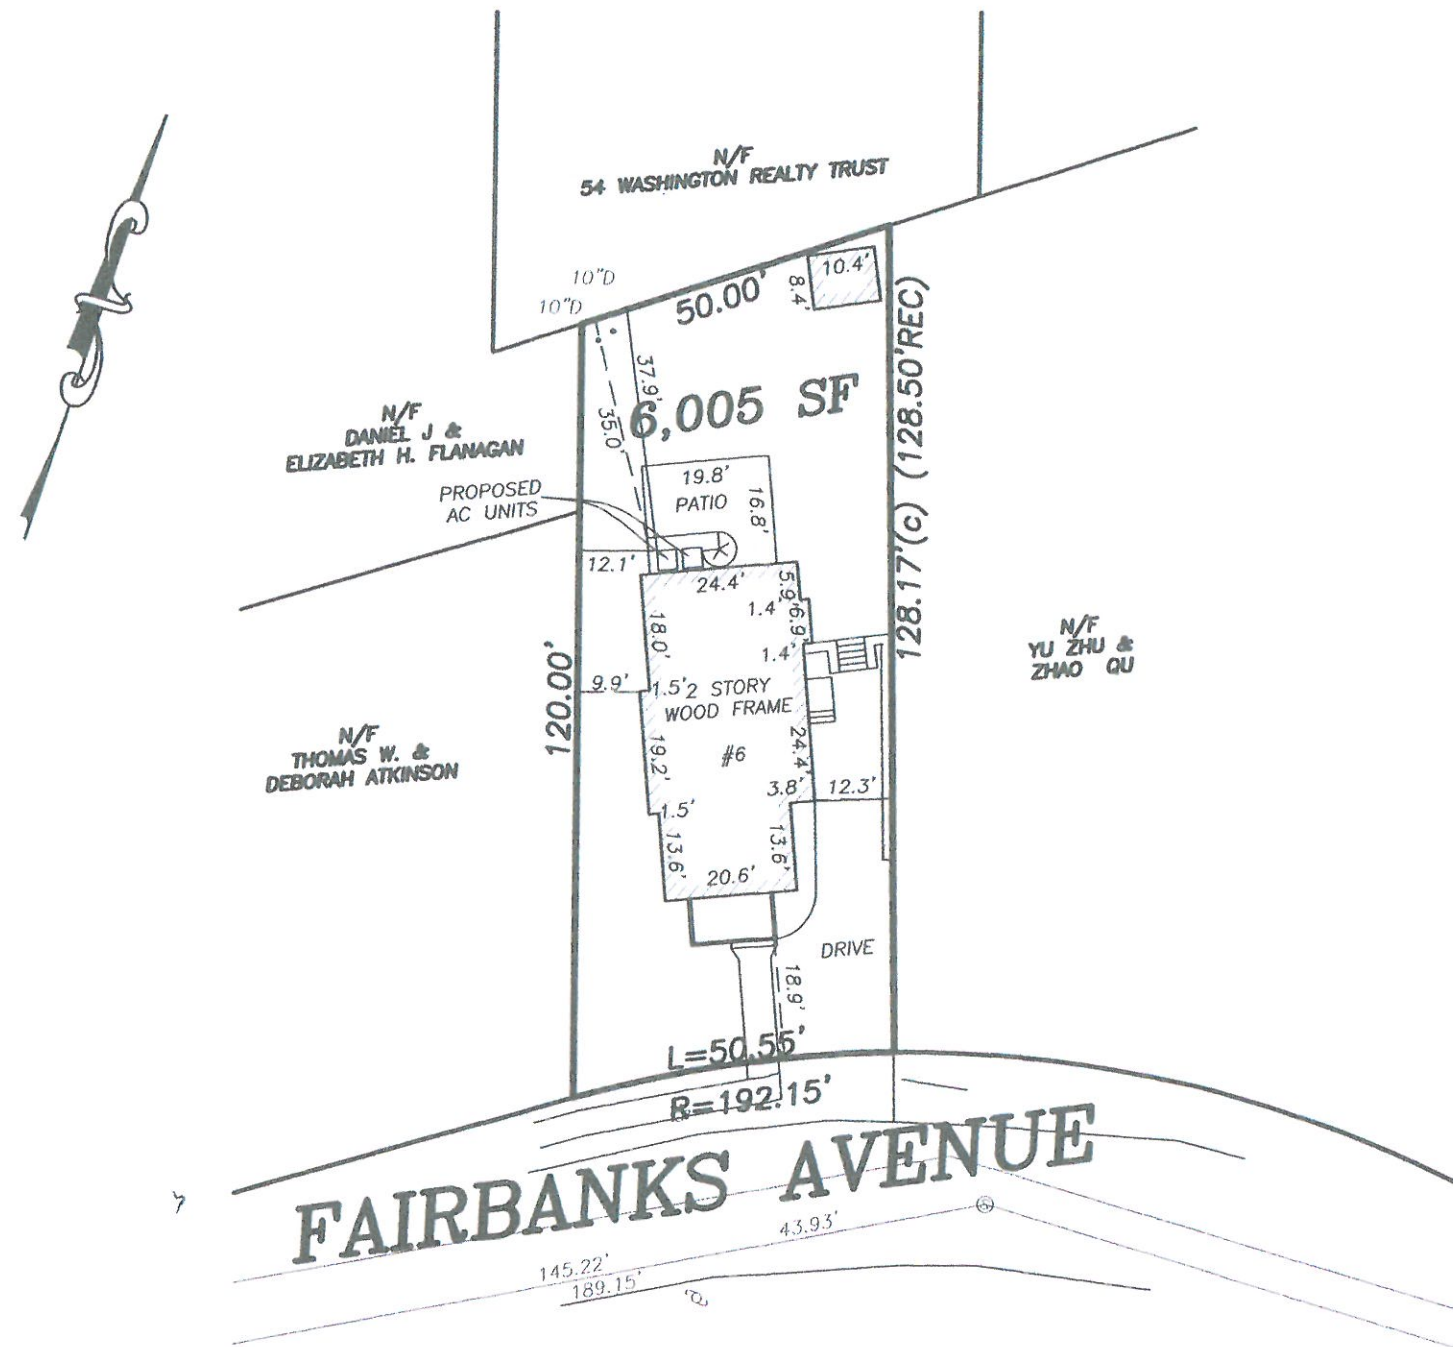 N/F
54 WASHINGTON REALTY TRUST
10"D
10"D
50.00'
10.4'
8.4'
128.17'(c) (128.50'REC)
37.9'
35.0'
6,005 SF
N/F
DANIEL J &
ELIZABETH H. FLANAGAN
PROPOSED
AC UNITS
19.8'
PATIO
16.8'
12.1'
24.4'
5.9'
1.4'
6.9'
18.0'
1.4'
N/F
YU ZHU &
ZHAO QU
9.9'
1.5'
2 STORY
WOOD FRAME
#6
120.00'
N/F
THOMAS W. &
DEBORAH ATKINSON
19.2'
24.4'
3.8'
12.3'
1.5'
13.6'
13.6'
20.6'
DRIVE
18.9'
L=50.55'
R=192.15'
FAIRBANKS AVENUE
43.93'
145.22'
189.15'
S